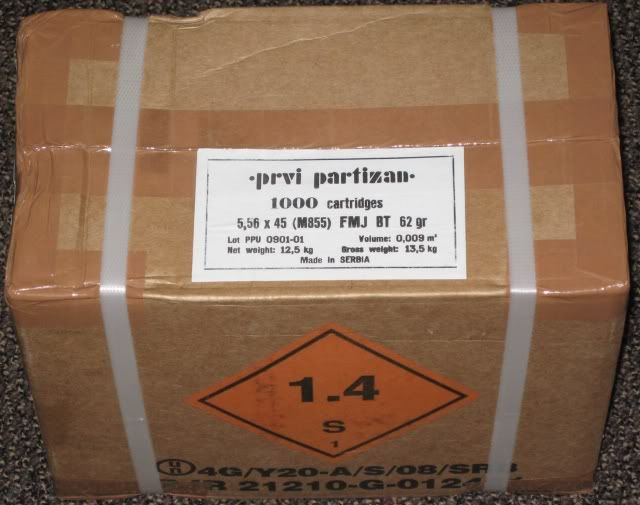 ·prvi partizan·
1000 cartridges
5,56 x 45 (M855) FMJ BT 62 gr
Lot PPU 0901-01 Volume: 0,009 m³
Net weight: 12,5 kg Gross weight: 13,5 kg
Made in SERBIA
1.4
S
1
4G/Y20-A/S/08/SRB
21210-G-0124